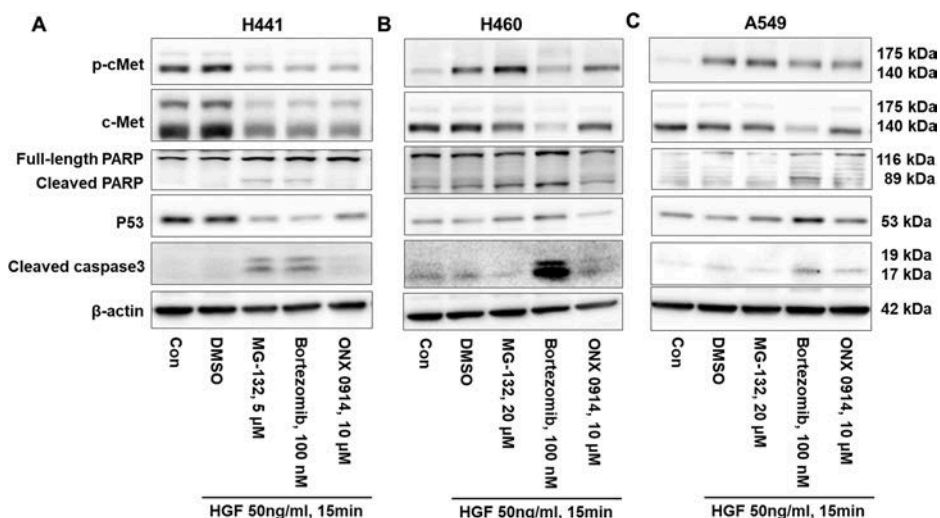 A H441 B H460 C A549
p-cMet 175 kDa
140 kDa
c-Met 175 kDa
140 kDa
Full-length PARP 116 kDa
Cleaved PARP 89 kDa
P53 53 kDa
Cleaved caspase3 19 kDa
17 kDa
β-actin 42 kDa
Con
DMSO
MG-132, 5 µM
Bortezomib, 100 nM
ONX 0914, 10 µM
Con
DMSO
MG-132, 20 µM
Bortezomib, 100 nM
ONX 0914, 10 µM
Con
DMSO
MG-132, 20 µM
Bortezomib, 100 nM
ONX 0914, 10 µM
HGF 50ng/ml, 15min HGF 50ng/ml, 15min HGF 50ng/ml, 15min